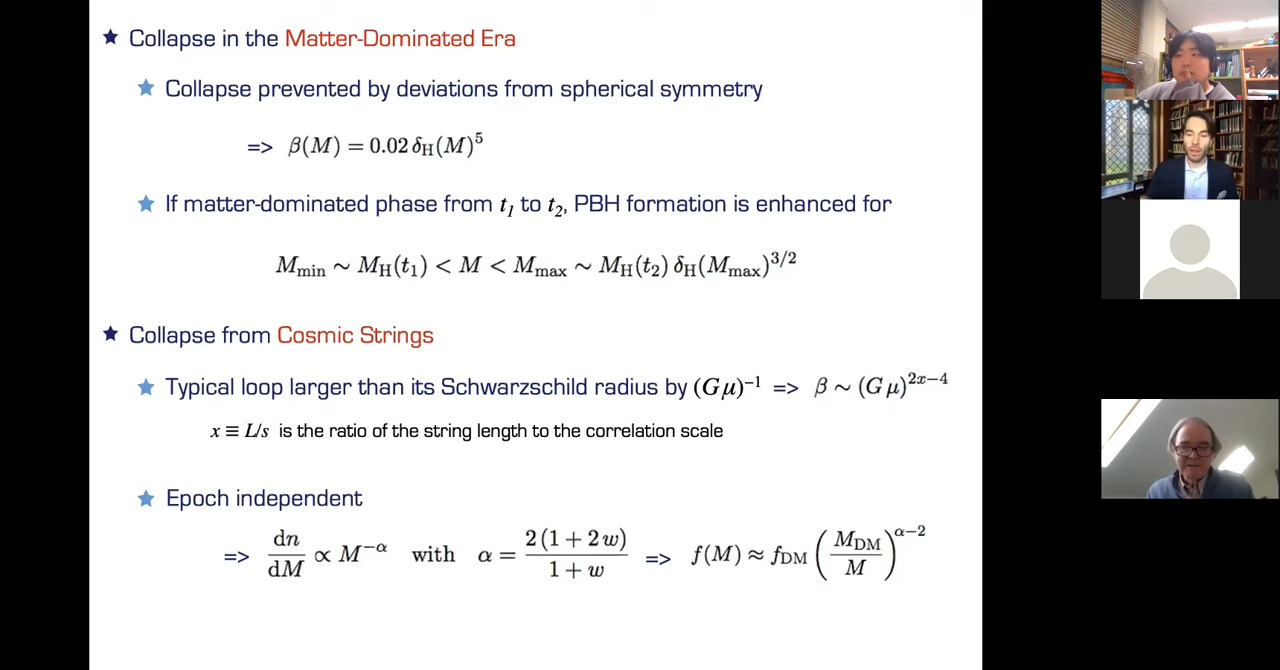 ★ Collapse in the Matter-Dominated Era
★ Collapse prevented by deviations from spherical symmetry
=> β(M) = 0.02 δ_H(M)^5
★ If matter-dominated phase from t_1 to t_2, PBH formation is enhanced for
M_min ~ M_H(t_1) < M < M_max ~ M_H(t_2) δ_H(M_max)^{3/2}
★ Collapse from Cosmic Strings
★ Typical loop larger than its Schwarzschild radius by (Gμ)^{-1} => β ~ (Gμ)^{2x-4}
x ≡ L/s is the ratio of the string length to the correlation scale
★ Epoch independent
=> dn/dM ∝ M^{-α} with α = 2(1+2w)/(1+w) => f(M) ≈ f_DM (M_DM/M)^{α-2}